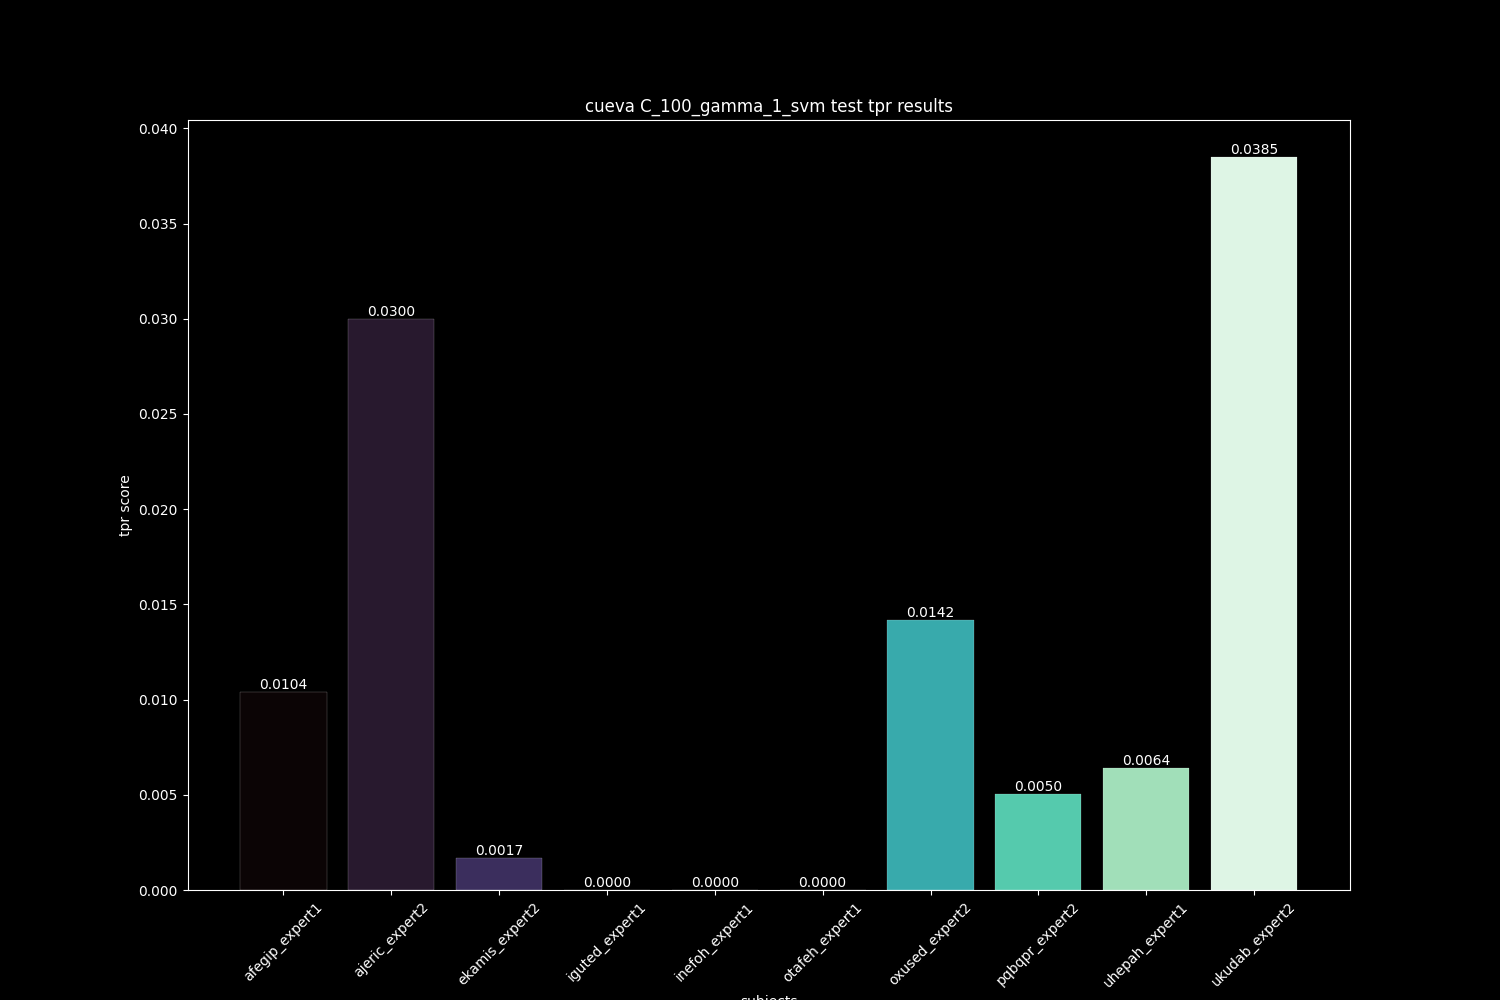 cueva C_100_gamma_1_svm test tpr results
0.040
0.035
0.030
0.025
0.020
0.015
0.010
0.005
0.000
tpr score
0.0104
0.0300
0.0017
0.0000
0.0000
0.0000
0.0142
0.0050
0.0064
0.0385
afegip_expert1
ajeric_expert2
ekamis_expert2
iguted_expert1
inefoh_expert1
otafeh_expert1
oxused_expert2
pqbqpr_expert2
uhepah_expert1
ukudab_expert2
subjects